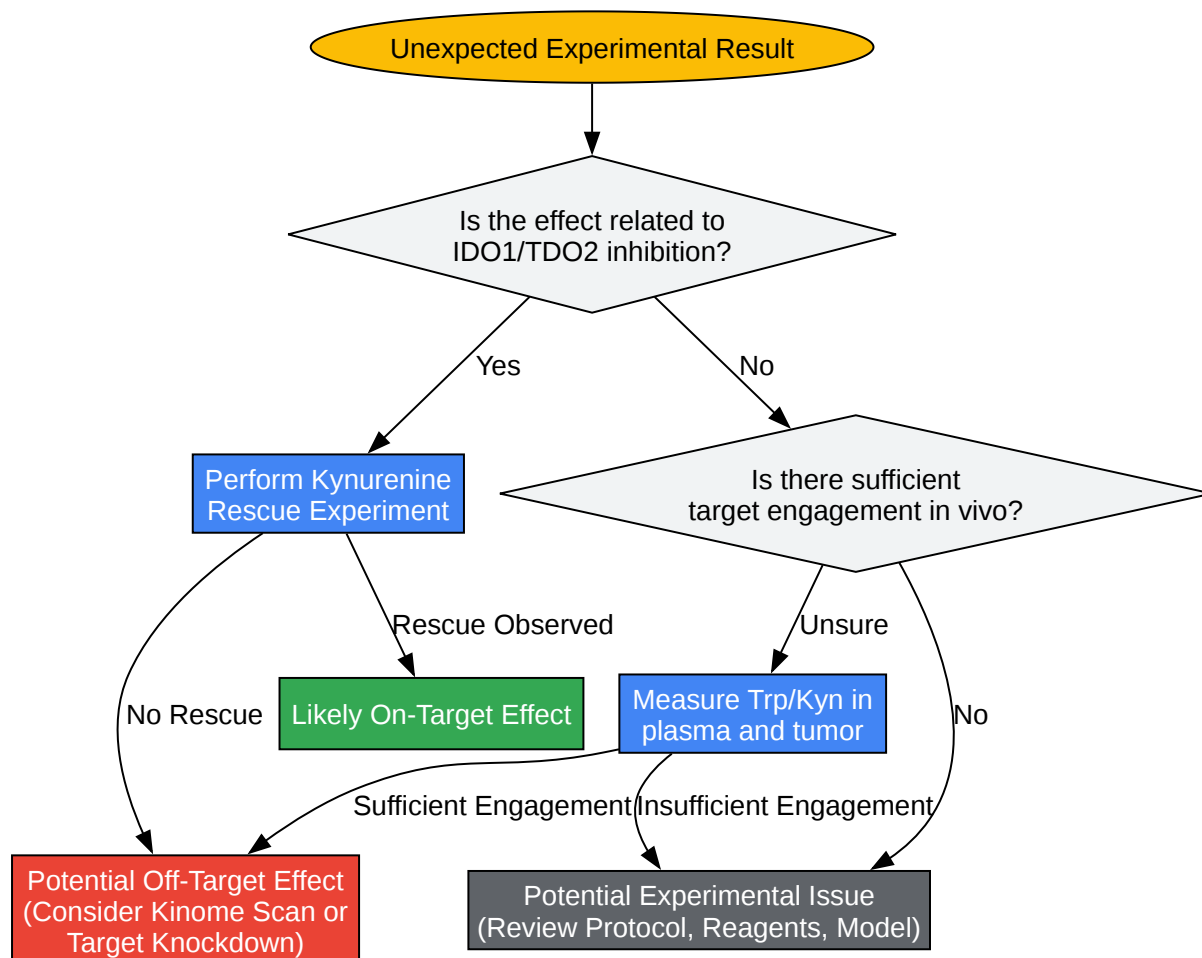 Unexpected Experimental Result
Is the effect related to
IDO1/TDO2 inhibition?
Yes
No
Perform Kynurenine
Rescue Experiment
Is there sufficient
target engagement in vivo?
Rescue Observed
Unsure
No Rescue
Likely On-Target Effect
Measure Trp/Kyn in
plasma and tumor
No
Sufficient Engagement
Insufficient Engagement
Potential Off-Target Effect
(Consider Kinome Scan or
Target Knockdown)
Potential Experimental Issue
(Review Protocol, Reagents, Model)